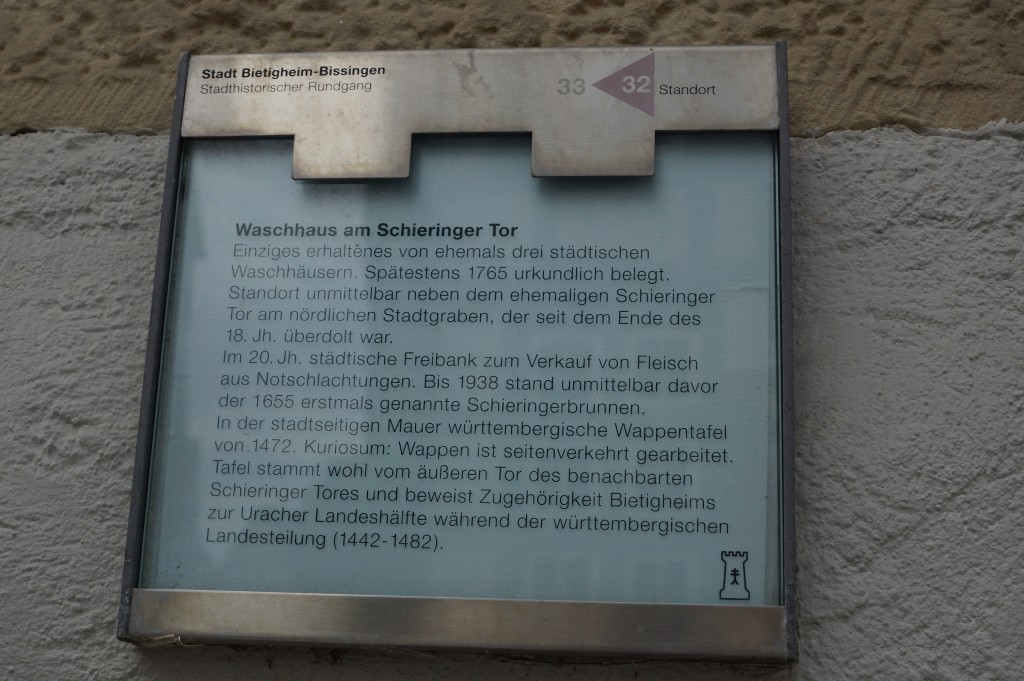 Stadt Bietigheim-Bissingen
Stadthistorischer Rundgang
33 32 Standort
Waschhaus am Schieringer Tor
Einziges erhaltenes von ehemals drei städtischen
Waschhäusern. Spätestens 1765 urkundlich belegt.
Standort unmittelbar neben dem ehemaligen Schieringer
Tor am nördlichen Stadtgraben, der seit dem Ende des
18. Jh. überdolt war.
Im 20. Jh. städtische Freibank zum Verkauf von Fleisch
aus Notschlachtungen. Bis 1938 stand unmittelbar davor
der 1655 erstmals genannte Schieringerbrunnen.
In der stadtseitigen Mauer württembergische Wappentafel
von 1472. Kuriosum: Wappen ist seitenverkehrt gearbeitet.
Tafel stammt wohl vom äußeren Tor des benachbarten
Schieringer Tores und beweist Zugehörigkeit Bietigheims
zur Uracher Landeshälfte während der württembergischen
Landesteilung (1442-1482).